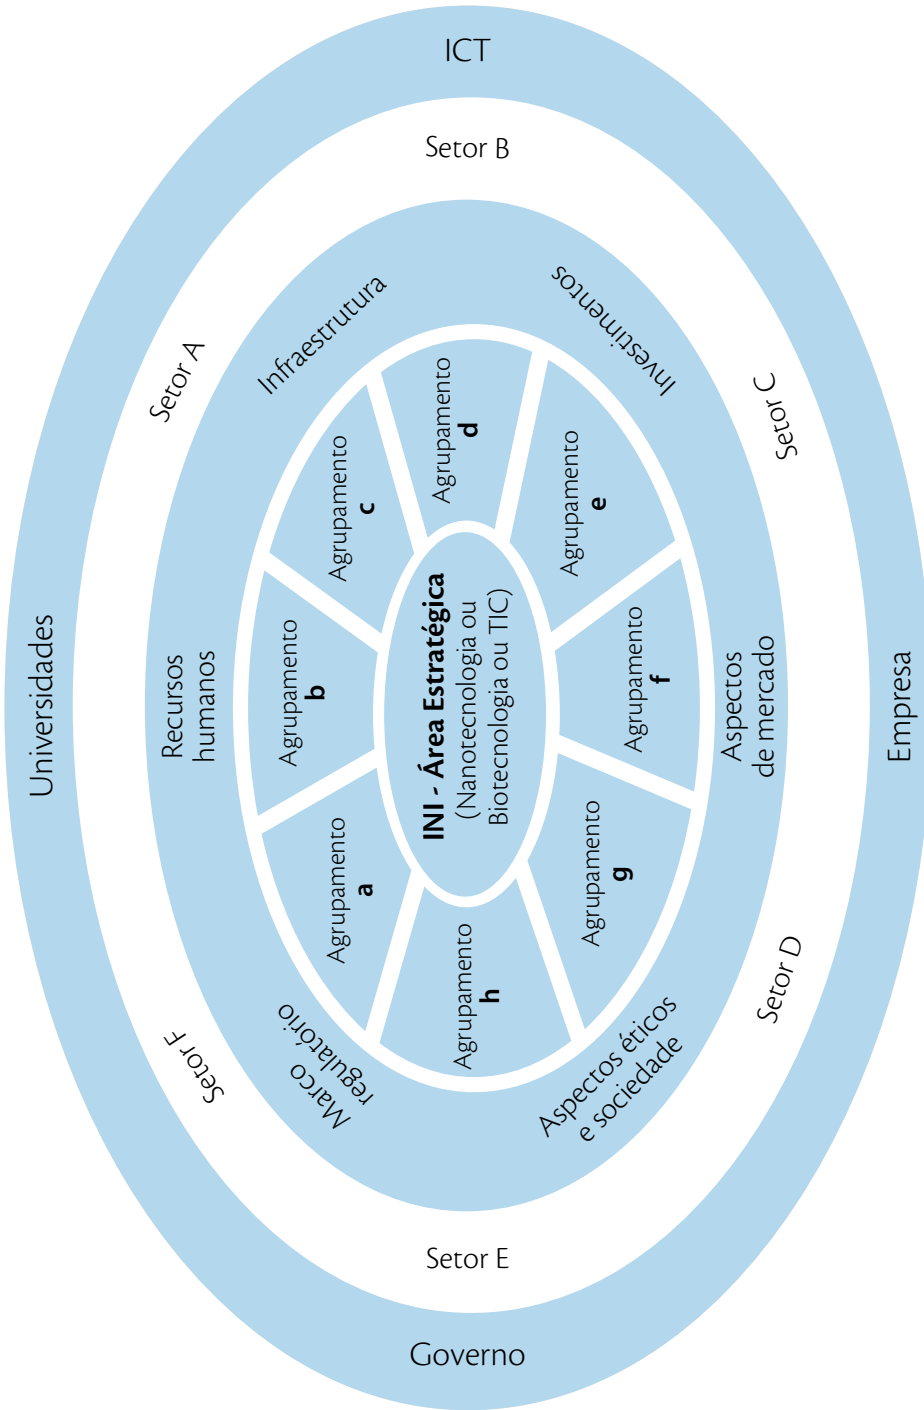 ICT
Setor B
Setor A
Infraestrutura
Investimentos
Setor C
Agrupamento
c
Agrupamento
d
Agrupamento
e
Universidades
Recursos
humanos
Agrupamento
b
INI - Área Estratégica
(Nanotecnologia ou
Biotecnologia ou TIC)
Agrupamento
f
Aspectos
de mercado
Empresa
Agrupamento
a
Agrupamento
h
Agrupamento
g
Marco
regulatório
Aspectos éticos
e sociedade
Setor F
Setor D
Setor E
Governo